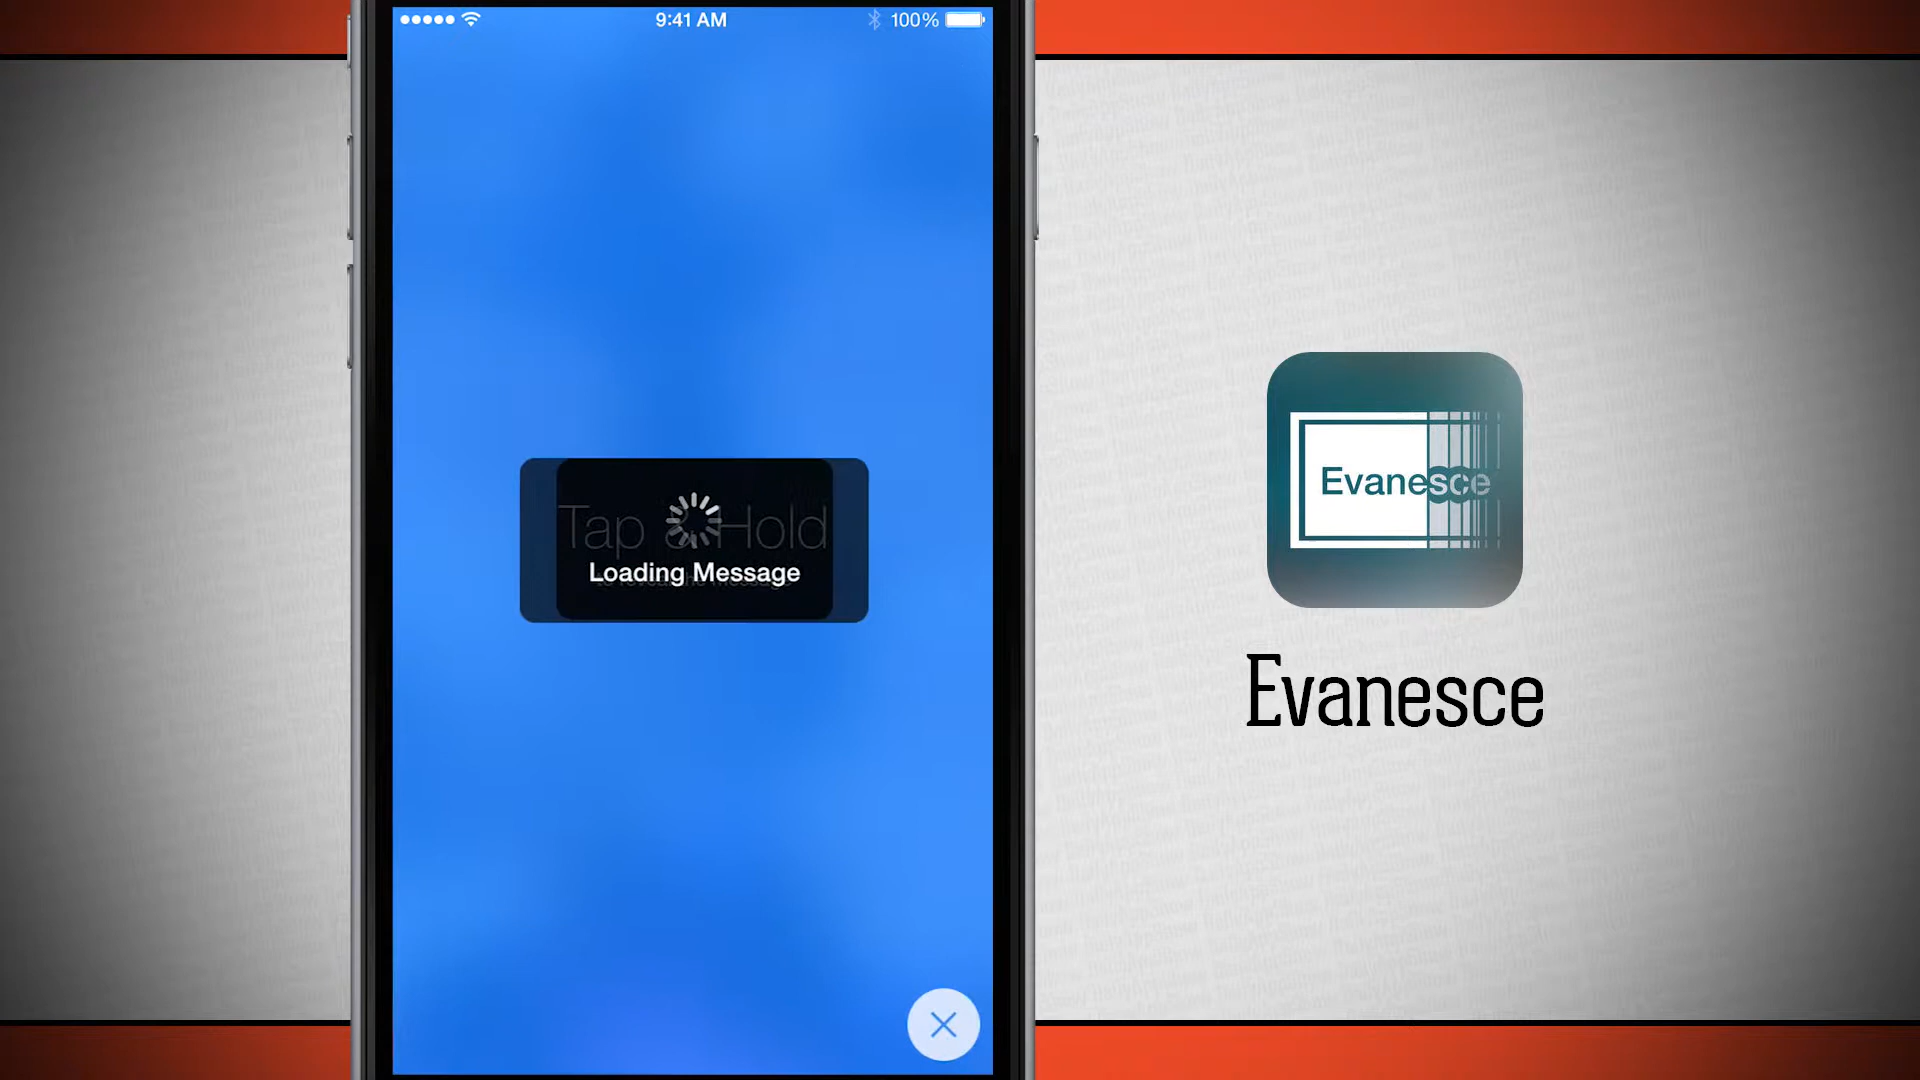 9:41 AM
100%
Tap & Hold
Loading Message
Evanesce
Evanesce